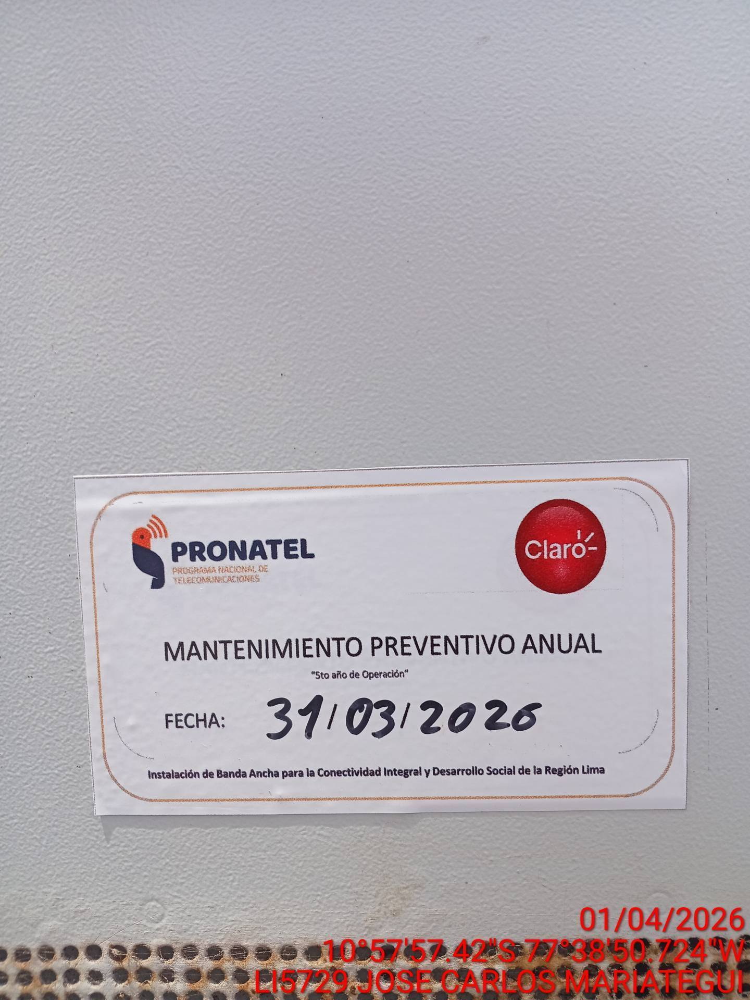 PRONATEL
PROGRAMA NACIONAL DE
TELECOMUNICACIONES
Claro
MANTENIMIENTO PREVENTIVO ANUAL
"5to año de Operación"
FECHA: 31/03/2026
Instalación de Banda Ancha para la Conectividad Integral y Desarrollo Social de la Región Lima
01/04/2026
10°57'57.42"S 77°38'50.724"W
LI5729 JOSE CARLOS MARIATEGUI